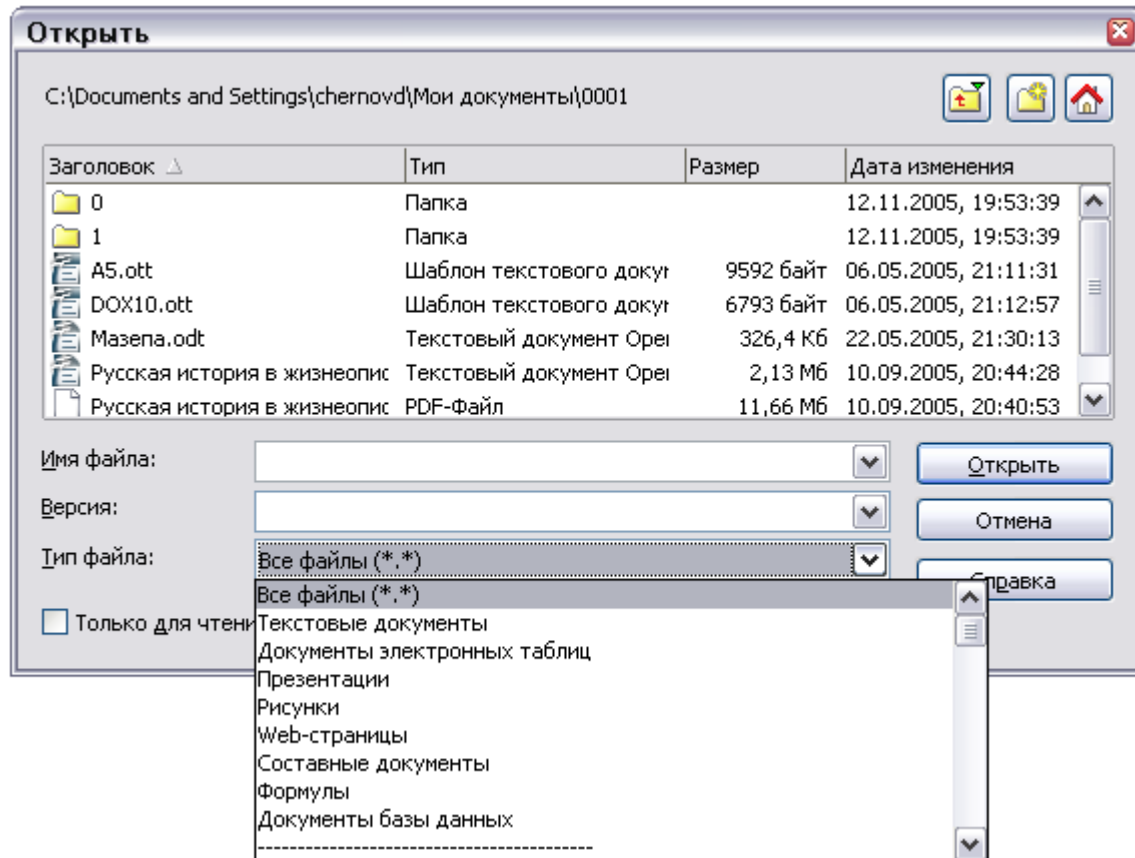 Открыть
C:\Documents and Settings\chernovd\Мои документы\0001
Заголовок Тип Размер Дата изменения
0 Папка 12.11.2005, 19:53:39
1 Папка 12.11.2005, 19:53:39
A5.ott Шаблон текстового докум 9592 байт 06.05.2005, 21:11:31
DOX10.ott Шаблон текстового докум 6793 байт 06.05.2005, 21:12:57
Мазепа.odt Текстовый документ Open 326,4 Кб 22.05.2005, 21:30:13
Русская история в жизнеопис Текстовый документ Open 2,13 Мб 10.09.2005, 20:44:28
Русская история в жизнеопис PDF-Файл 11,66 Мб 10.09.2005, 20:40:53
Имя файла: Открыть
Версия: Отмена
Тип файла: Все файлы (*.*) Справка
Все файлы (*.*)
Только для чтени Текстовые документы
Документы электронных таблиц
Презентации
Рисунки
Web-страницы
Составные документы
Формулы
Документы базы данных
------------------------------------------